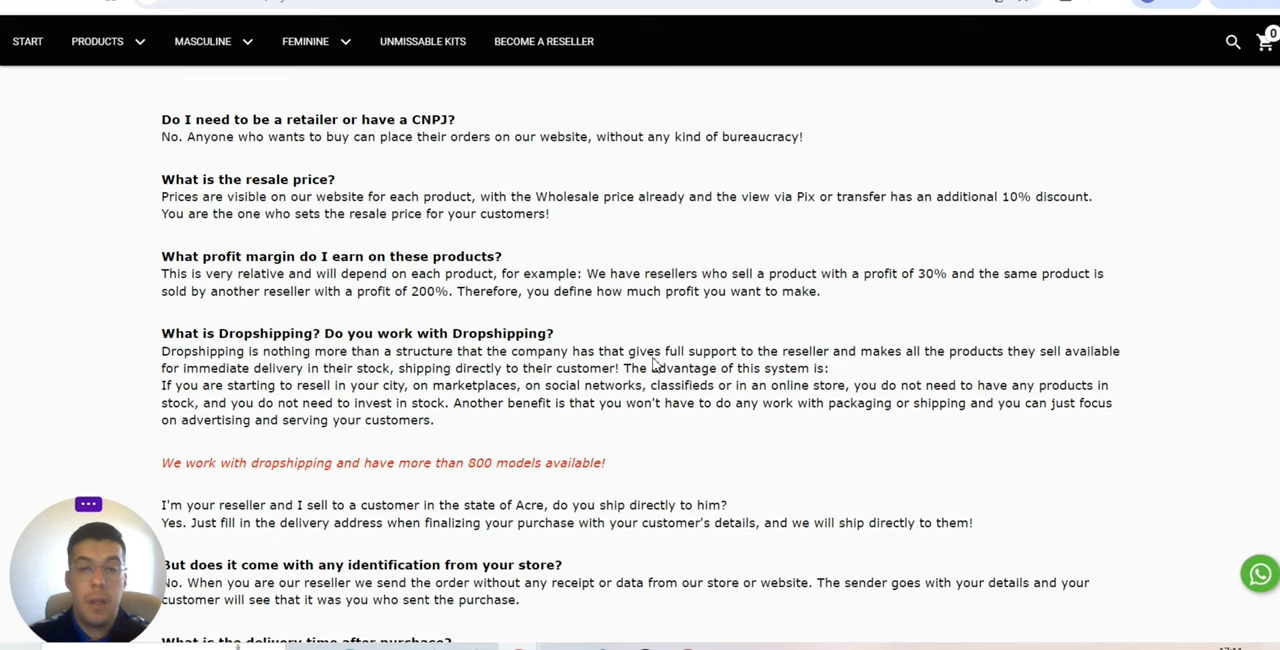 START PRODUCTS MASCULINE FEMININE UNMISSABLE KITS BECOME A RESELLER 0
Do I need to be a retailer or have a CNPJ?
No. Anyone who wants to buy can place their orders on our website, without any kind of bureaucracy!
What is the resale price?
Prices are visible on our website for each product, with the Wholesale price already and the view via Pix or transfer has an additional 10% discount.
You are the one who sets the resale price for your customers!
What profit margin do I earn on these products?
This is very relative and will depend on each product, for example: We have resellers who sell a product with a profit of 30% and the same product is
sold by another reseller with a profit of 200%. Therefore, you define how much profit you want to make.
What is Dropshipping? Do you work with Dropshipping?
Dropshipping is nothing more than a structure that the company has that gives full support to the reseller and makes all the products they sell available
for immediate delivery in their stock, shipping directly to their customer! The advantage of this system is:
If you are starting to resell in your city, on marketplaces, on social networks, classifieds or in an online store, you do not need to have any products in
stock, and you do not need to invest in stock. Another benefit is that you won't have to do any work with packaging or shipping and you can just focus
on advertising and serving your customers.
We work with dropshipping and have more than 800 models available!
I'm your reseller and I sell to a customer in the state of Acre, do you ship directly to him?
Yes. Just fill in the delivery address when finalizing your purchase with your customer's details, and we will ship directly to them!
But does it come with any identification from your store?
No. When you are our reseller we send the order without any receipt or data from our store or website. The sender goes with your details and your
customer will see that it was you who sent the purchase.
What is the delivery time after purchase?